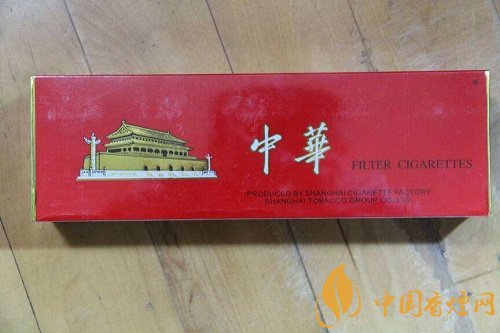 中華
FILTER CIGARETTES
PRODUCED BY SHANGHAI CIGARETTE FACTORY
SHANGHAI TOBACCO GROUP CO.,LTD.
中国香烟网